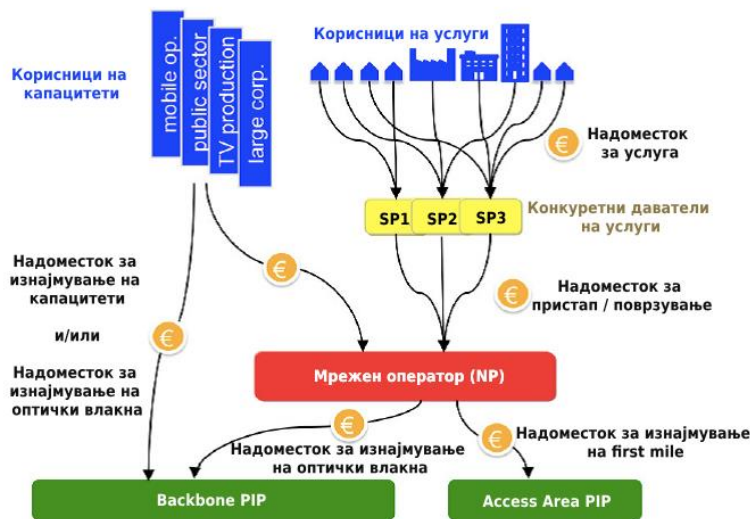 Корисници на
капацитети
mobile op.
public sector
TV production
large corp.
Корисници на услуги
€
Надоместок
за услуга
SP1
SP2
SP3
Конкуретни даватели
на услуги
Надоместок за
изнајмување на
капацитети
и/или
Надоместок за
изнајмување на
оптички влакна
€
€
€
Надоместок за
пристап / поврзување
Мрежен оператор (NP)
€
Надоместок за изнајмување
на оптички влакна
€
Надоместок за изнајмување
на first mile
Backbone PIP
Access Area PIP